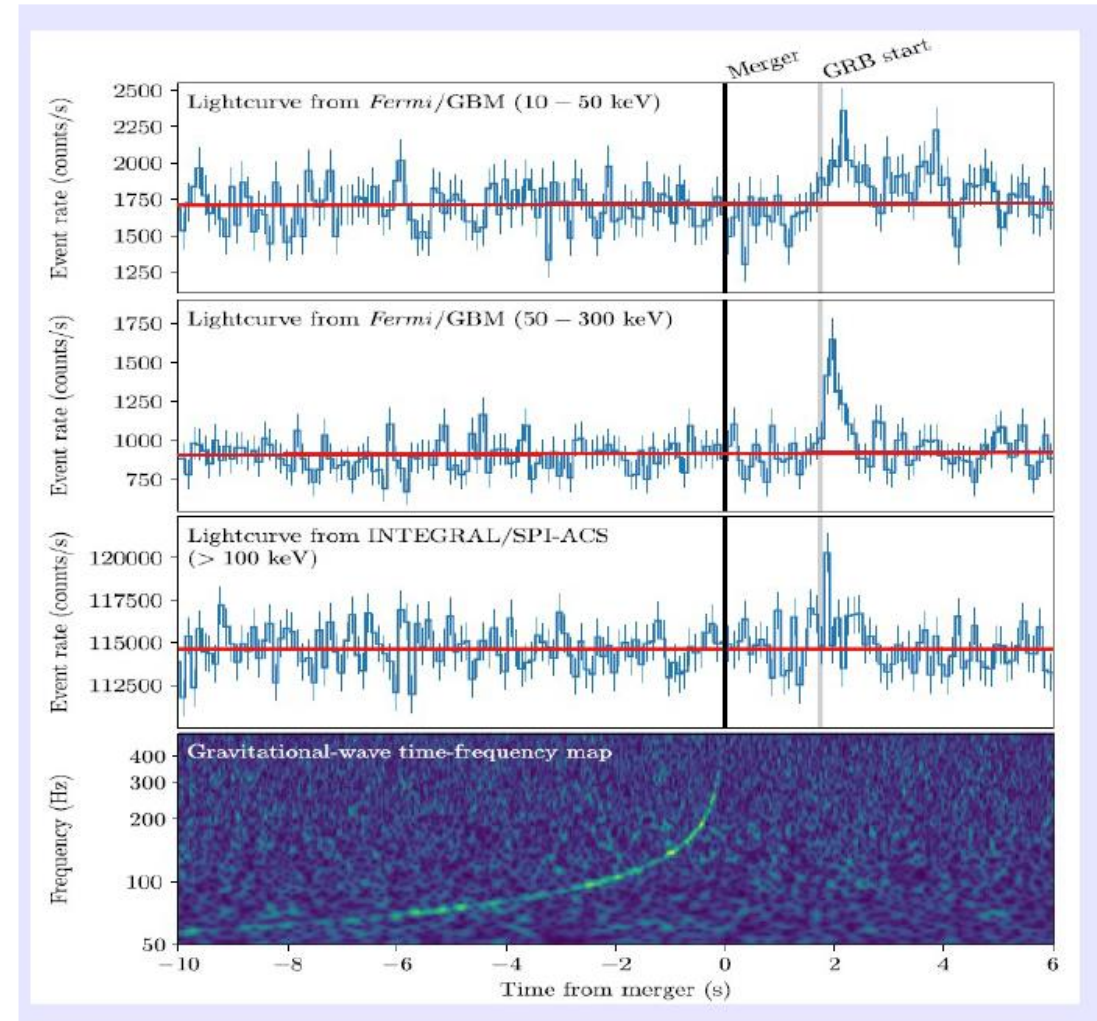 Merger
GRB start
Lightcurve from Fermi/GBM (10 − 50 keV)
Event rate (counts/s)
2500
2250
2000
1750
1500
1250
Lightcurve from Fermi/GBM (50 − 300 keV)
Event rate (counts/s)
1750
1500
1250
1000
750
Lightcurve from INTEGRAL/SPI-ACS
(> 100 keV)
Event rate (counts/s)
120000
117500
115000
112500
Gravitational-wave time-frequency map
Frequency (Hz)
400
300
200
100
50
−10
−8
−6
−4
−2
0
2
4
6
Time from merger (s)